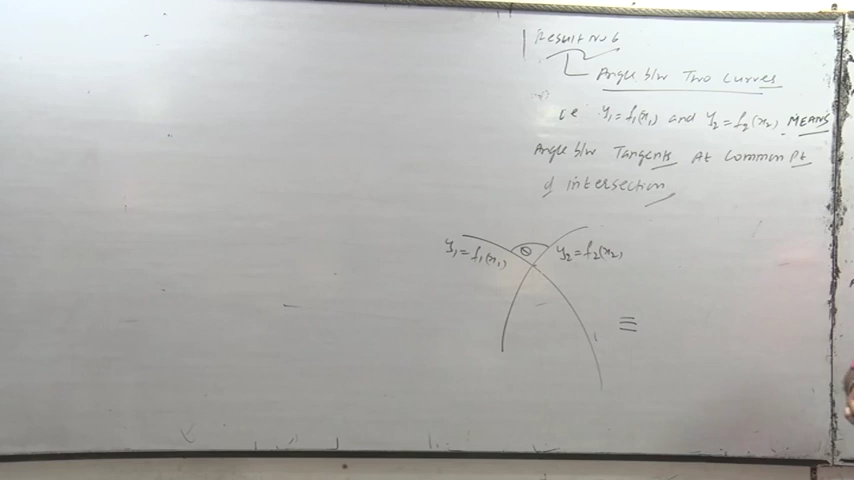 Result No 6
Angle b/w Two Curves
i.e y₁ = f₁(x₁) and y₂ = f₂(x₂) MEANS
Angle b/w Tangents At Common Pt
of intersection
y₁ = f₁(x₁) θ y₂ = f₂(x₂)
≡